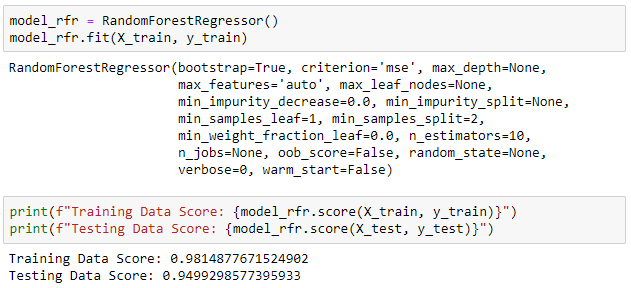 model_rfr = RandomForestRegressor()
model_rfr.fit(X_train, y_train)
RandomForestRegressor(bootstrap=True, criterion='mse', max_depth=None,
max_features='auto', max_leaf_nodes=None,
min_impurity_decrease=0.0, min_impurity_split=None,
min_samples_leaf=1, min_samples_split=2,
min_weight_fraction_leaf=0.0, n_estimators=10,
n_jobs=None, oob_score=False, random_state=None,
verbose=0, warm_start=False)
print(f"Training Data Score: {model_rfr.score(X_train, y_train)}")
print(f"Testing Data Score: {model_rfr.score(X_test, y_test)}")
Training Data Score: 0.9814877671524902
Testing Data Score: 0.9499298577395933